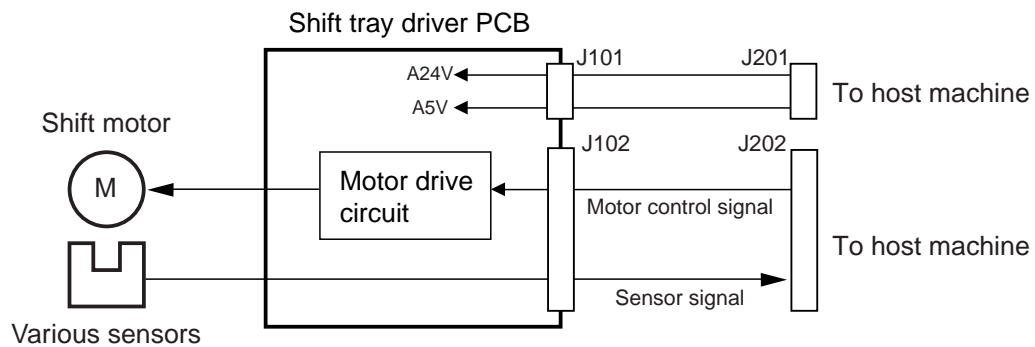 Shift tray driver PCB
J101
J201
A24V
A5V
To host machine
Shift motor
J102
J202
M
Motor drive
circuit
Motor control signal
To host machine
Sensor signal
Various sensors